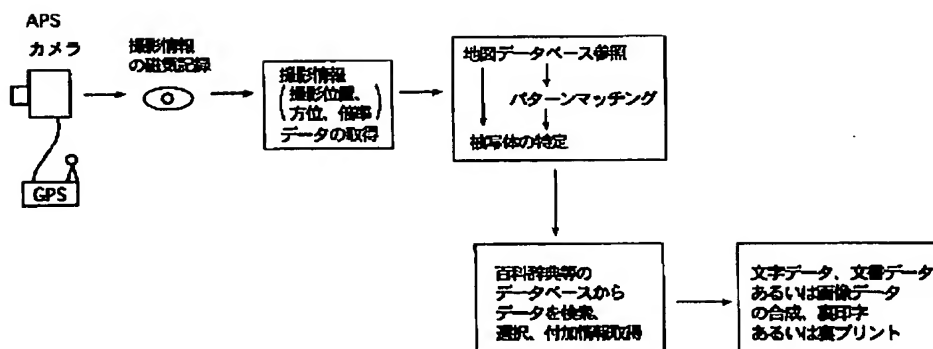 APS
カメラ
GPS
撮影情報
の磁気記録
撮影情報
(撮影位置、
方位、倍率)
データの取得
地図データベース参照
パターンマッチング
被写体の特定
百科辞典等の
データベースから
データを検索、
選択、付加情報取得
文字データ、文書データ
あるいは画像データ
の合成、裏印字
あるいは裏プリント